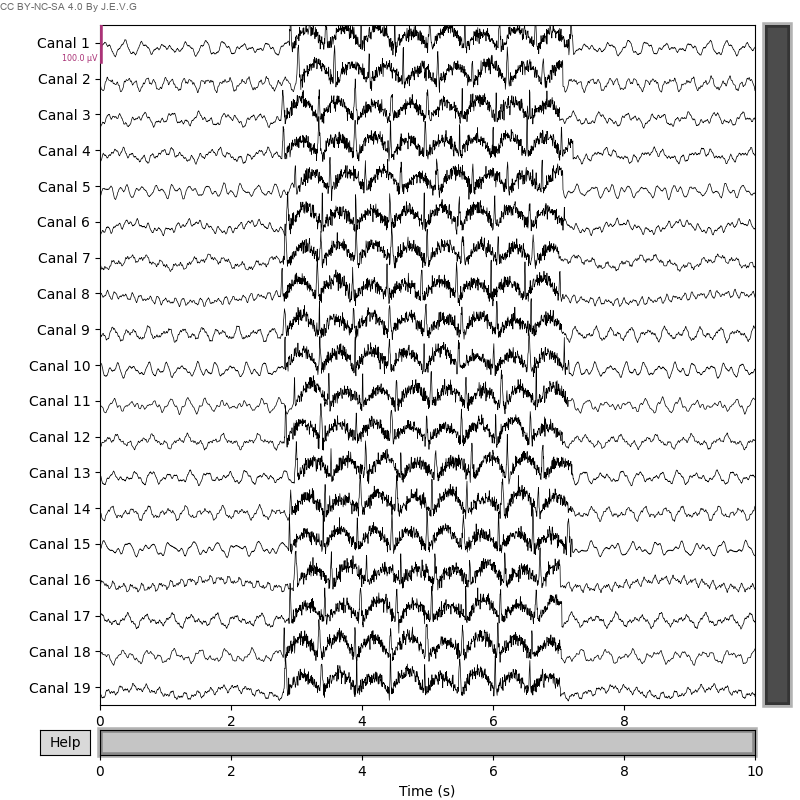 CC BY-NC-SA 4.0 By J.E.V.G
Canal 1
100.0 µV
Canal 2
Canal 3
Canal 4
Canal 5
Canal 6
Canal 7
Canal 8
Canal 9
Canal 10
Canal 11
Canal 12
Canal 13
Canal 14
Canal 15
Canal 16
Canal 17
Canal 18
Canal 19
0 2 4 6 8
Help
0 2 4 6 8 10
Time (s)